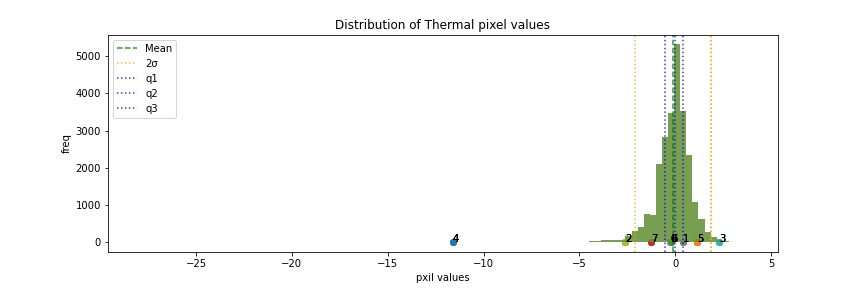 Distribution of Thermal pixel values
Mean
2σ
q1
q2
q3
freq
5000
4000
3000
2000
1000
0
4
2
7
6
1
5
3
−25
−20
−15
−10
−5
0
5
pxil values